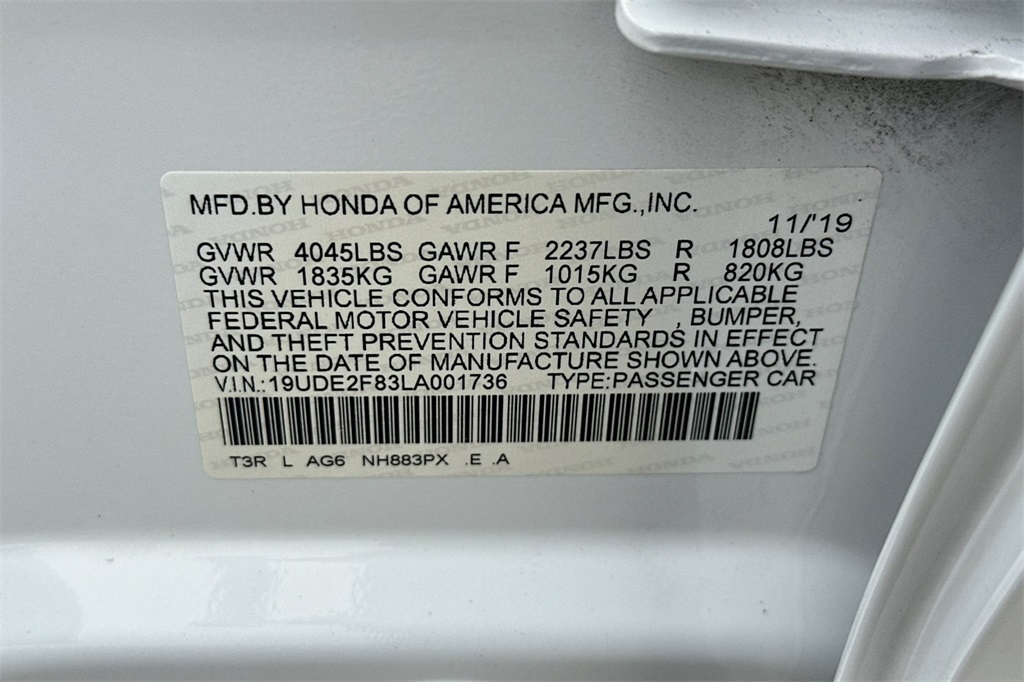 MFD.BY HONDA OF AMERICA MFG.,INC.
11/'19
GVWR 4045LBS GAWR F 2237LBS R 1808LBS
GVWR 1835KG GAWR F 1015KG R 820KG
THIS VEHICLE CONFORMS TO ALL APPLICABLE
FEDERAL MOTOR VEHICLE SAFETY , BUMPER,
AND THEFT PREVENTION STANDARDS IN EFFECT
ON THE DATE OF MANUFACTURE SHOWN ABOVE.
V.I.N.:19UDE2F83LA001736 TYPE:PASSENGER CAR
T3R L AG6 NH883PX .E .A